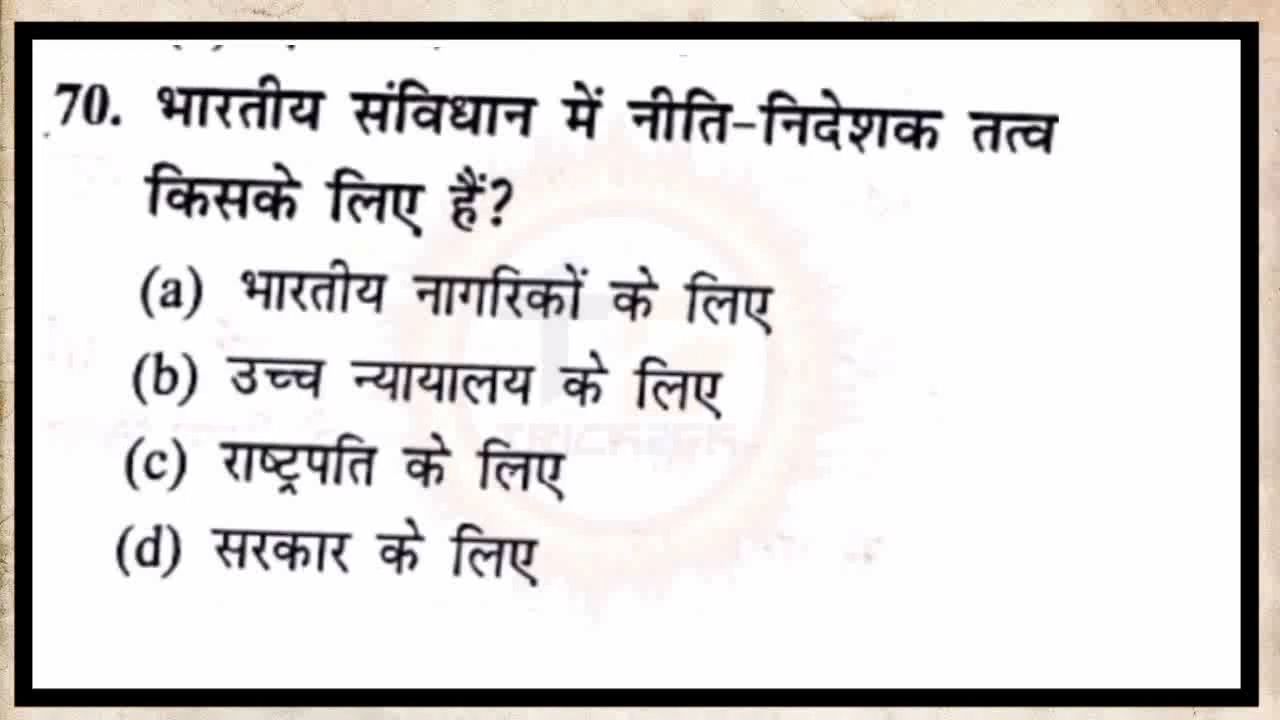 70. भारतीय संविधान में नीति-निदेशक तत्व
किसके लिए हैं?
(a) भारतीय नागरिकों के लिए
(b) उच्च न्यायालय के लिए
(c) राष्ट्रपति के लिए
(d) सरकार के लिए